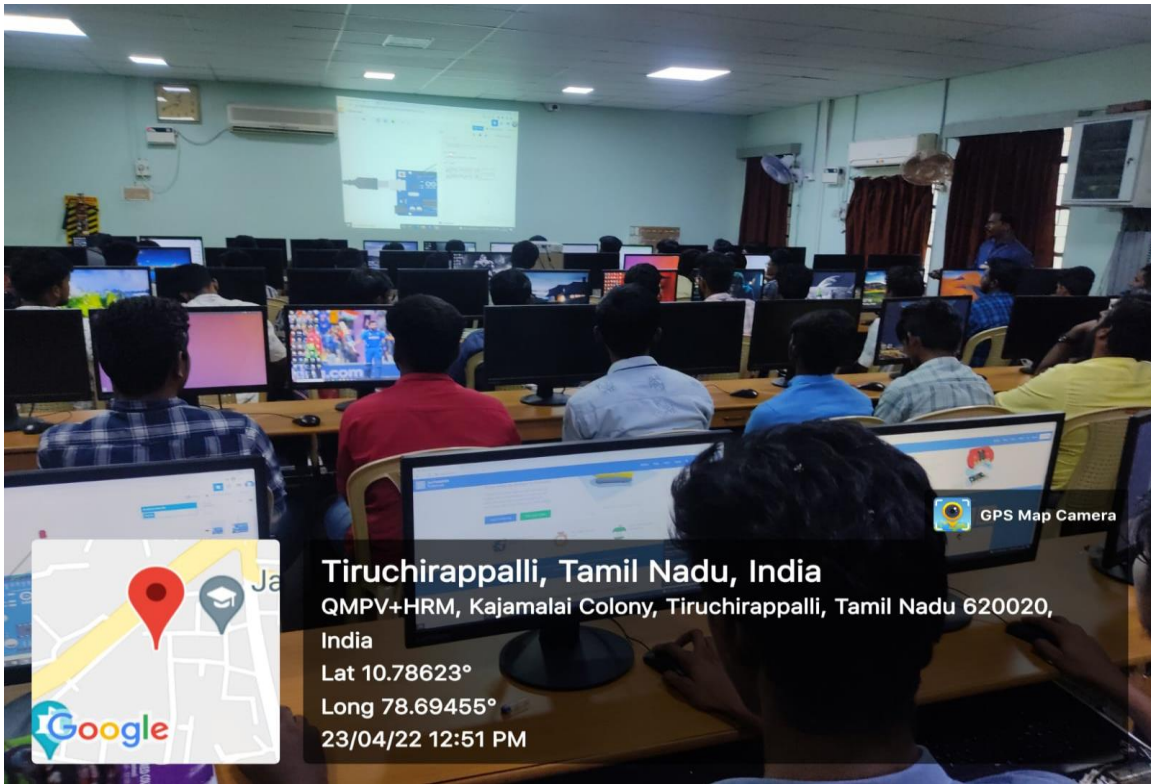 GPS Map Camera
Ja
Tiruchirappalli, Tamil Nadu, India
QMPV+HRM, Kajamalai Colony, Tiruchirappalli, Tamil Nadu 620020,
India
Lat 10.78623°
Long 78.69455°
23/04/22 12:51 PM
Google